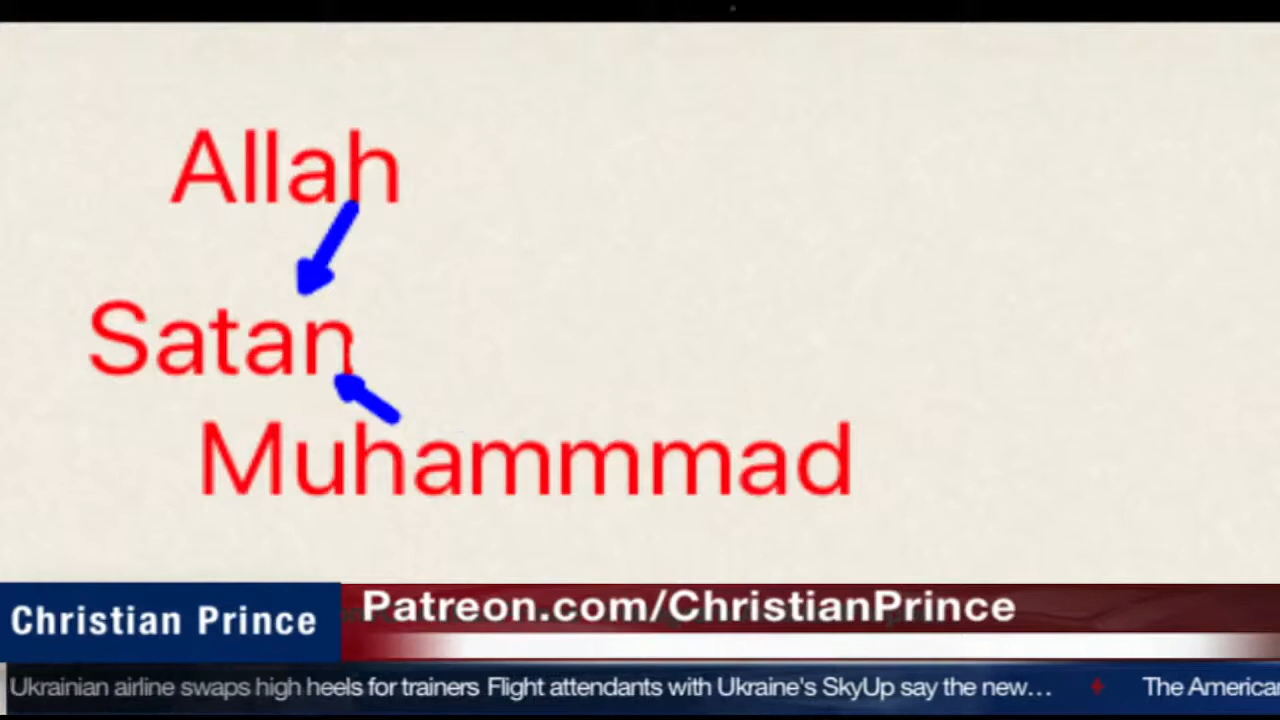 Allah
Satan
Muhammmad
Christian Prince
Patreon.com/ChristianPrince
Ukrainian airline swaps high heels for trainers Flight attendants with Ukraine's SkyUp say the new… The American